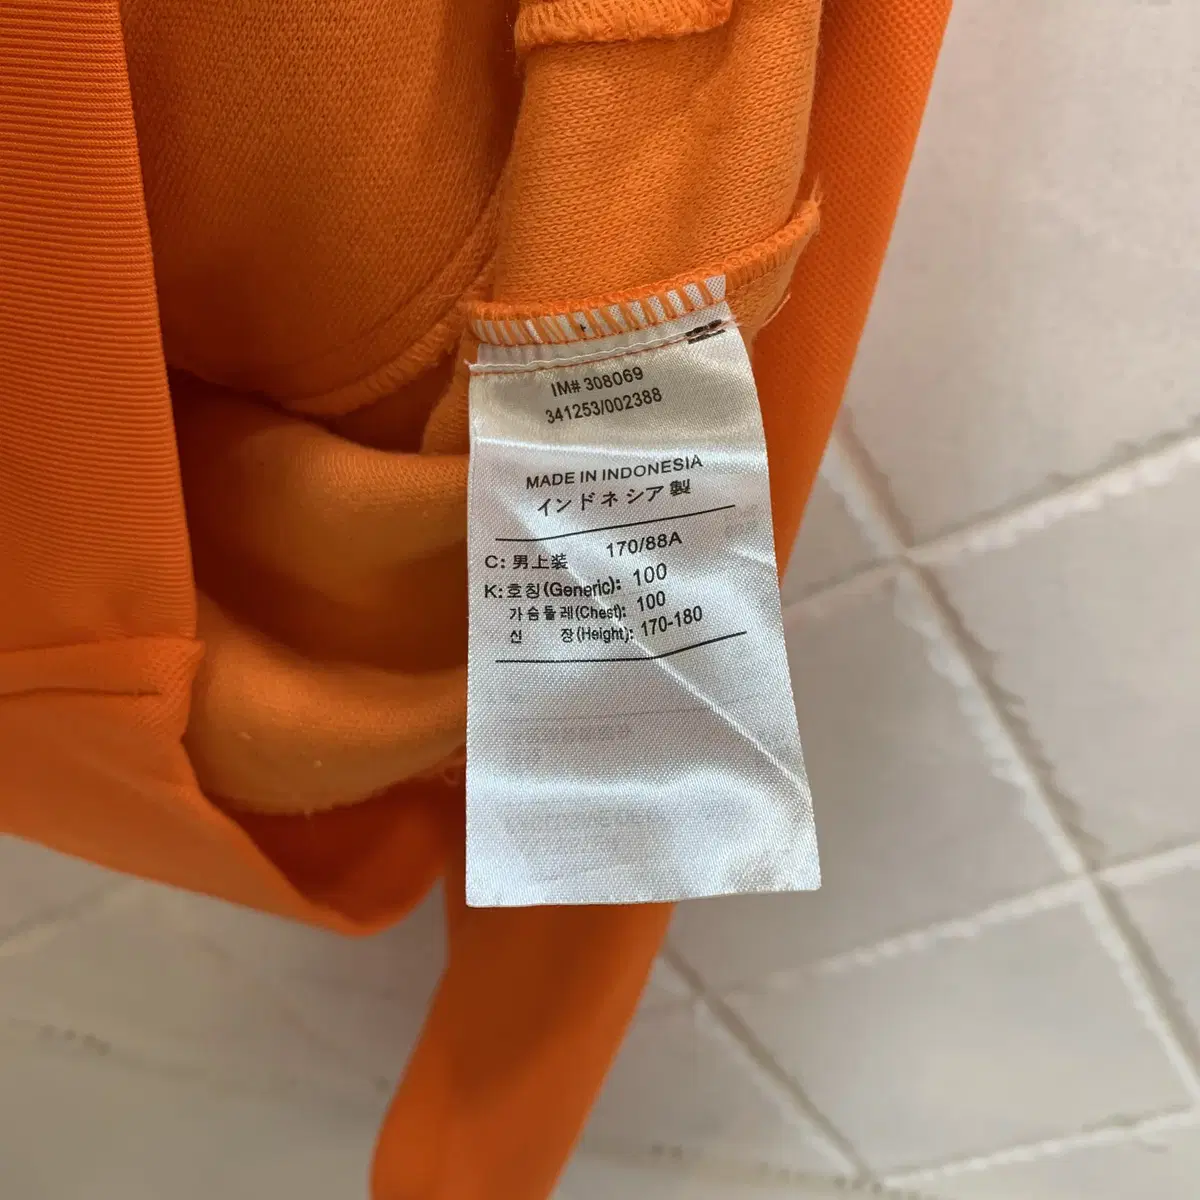 IM# 308069
341253/002388
MADE IN INDONESIA
インドネシア製
C: 男上装 170/88A
K: 호칭(Generic): 100
가슴둘레(Chest): 100
신 장(Height): 170-180